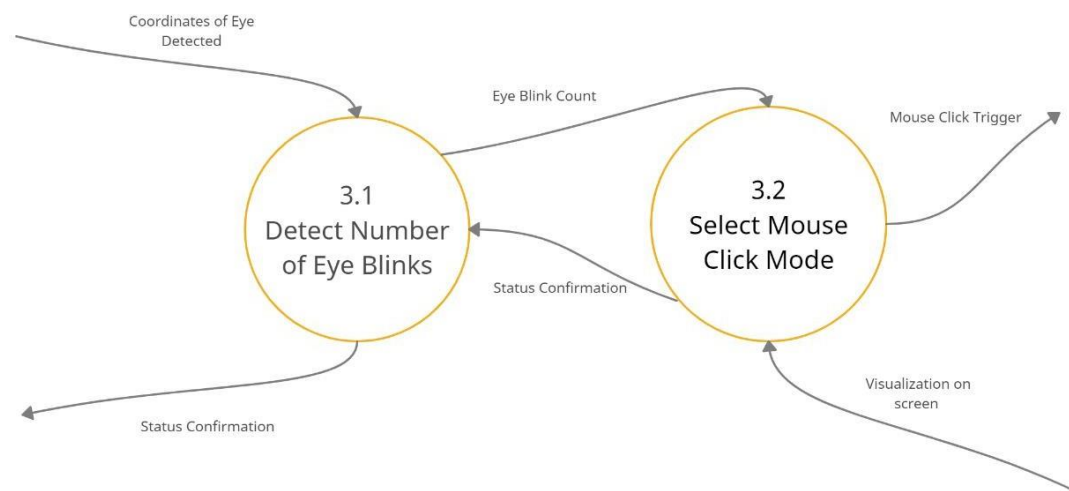 Coordinates of Eye
Detected
Eye Blink Count
Mouse Click Trigger
3.1
Detect Number
of Eye Blinks
3.2
Select Mouse
Click Mode
Status Confirmation
Visualization on
screen
Status Confirmation